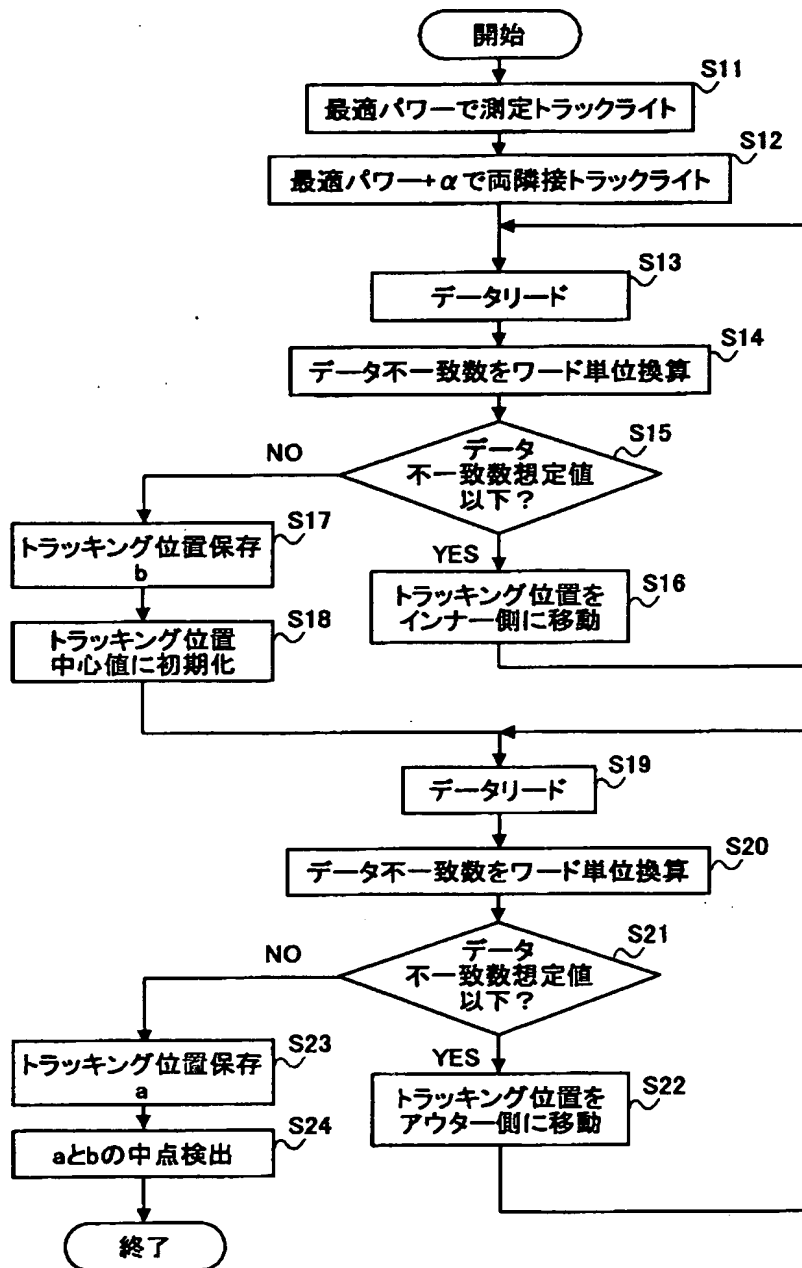 開始
S11
最適パワーで測定トラックライト
S12
最適パワー+αで両隣接トラックライト
S13
データリード
S14
データ不一致数をワード単位換算
S15
データ
不一致数想定値
以下?
NO
YES
S17
トラッキング位置保存
b
S16
トラッキング位置を
インナー側に移動
S18
トラッキング位置
中心値に初期化
S19
データリード
S20
データ不一致数をワード単位換算
S21
データ
不一致数想定値
以下?
NO
YES
S23
トラッキング位置保存
a
S22
トラッキング位置を
アウター側に移動
S24
aとbの中点検出
終了